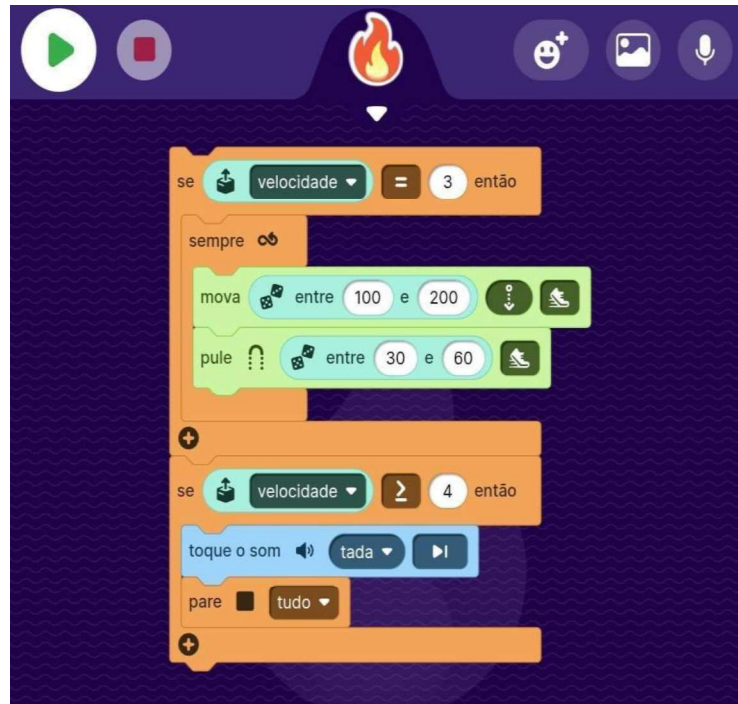 se velocidade = 3 então
sempre
mova entre 100 e 200
pule entre 30 e 60
se velocidade ≥ 4 então
toque o som tada
pare tudo